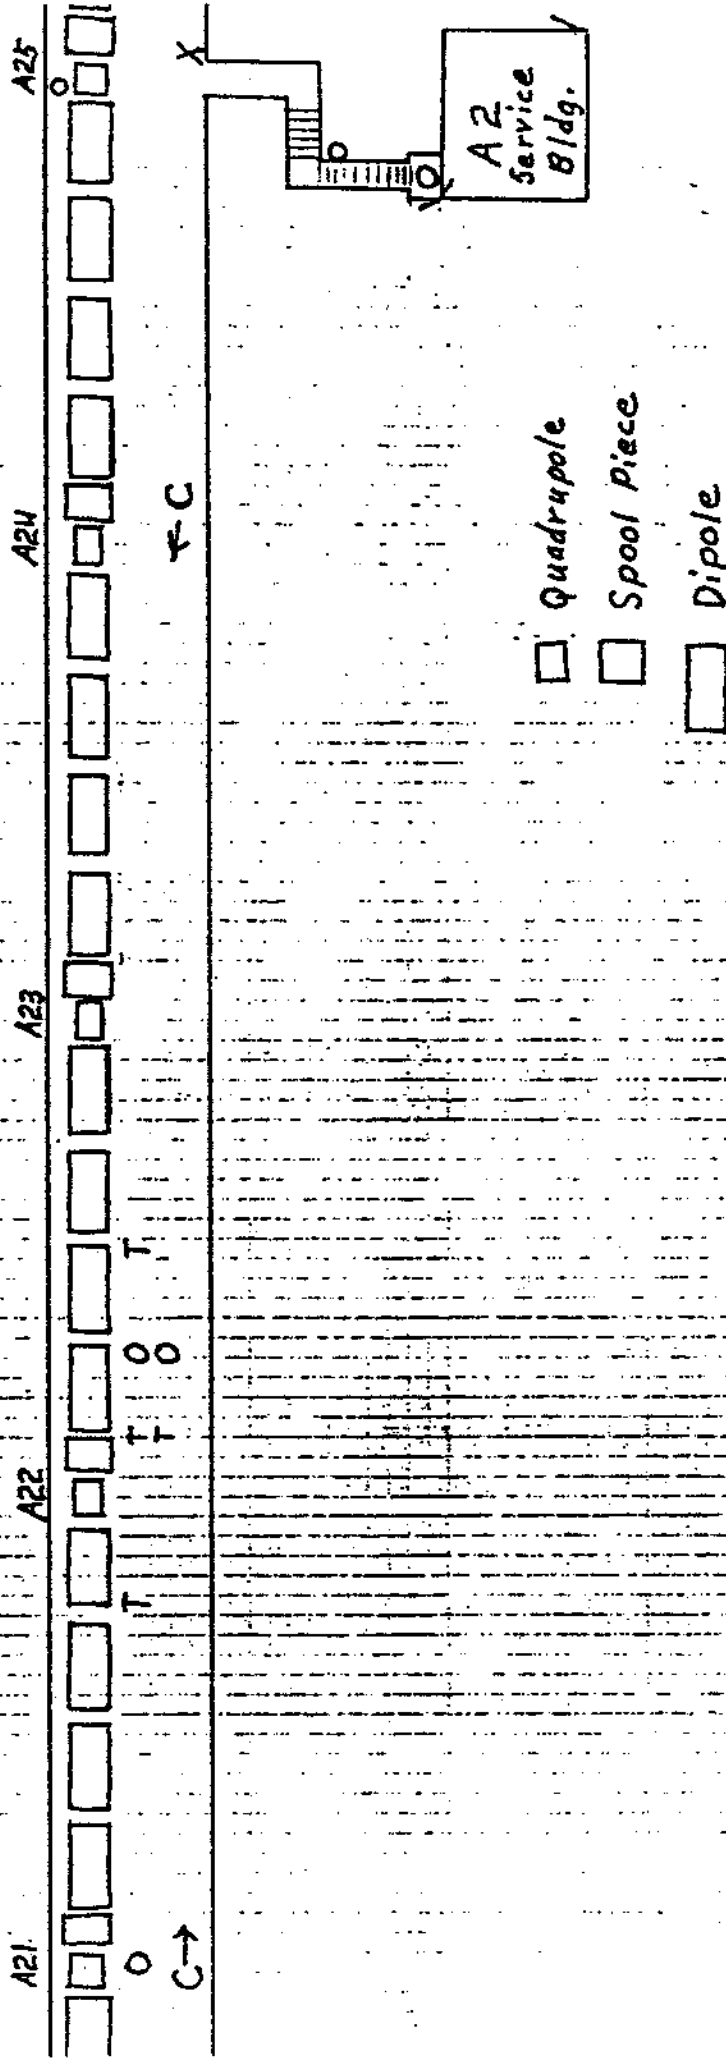 A21
A22
A23
A24
A25
O
C→
T
T T
O O
T
←C
O
X
O
O
A2
Service
Bldg.
Quadrupole
Spool Piece
Dipole